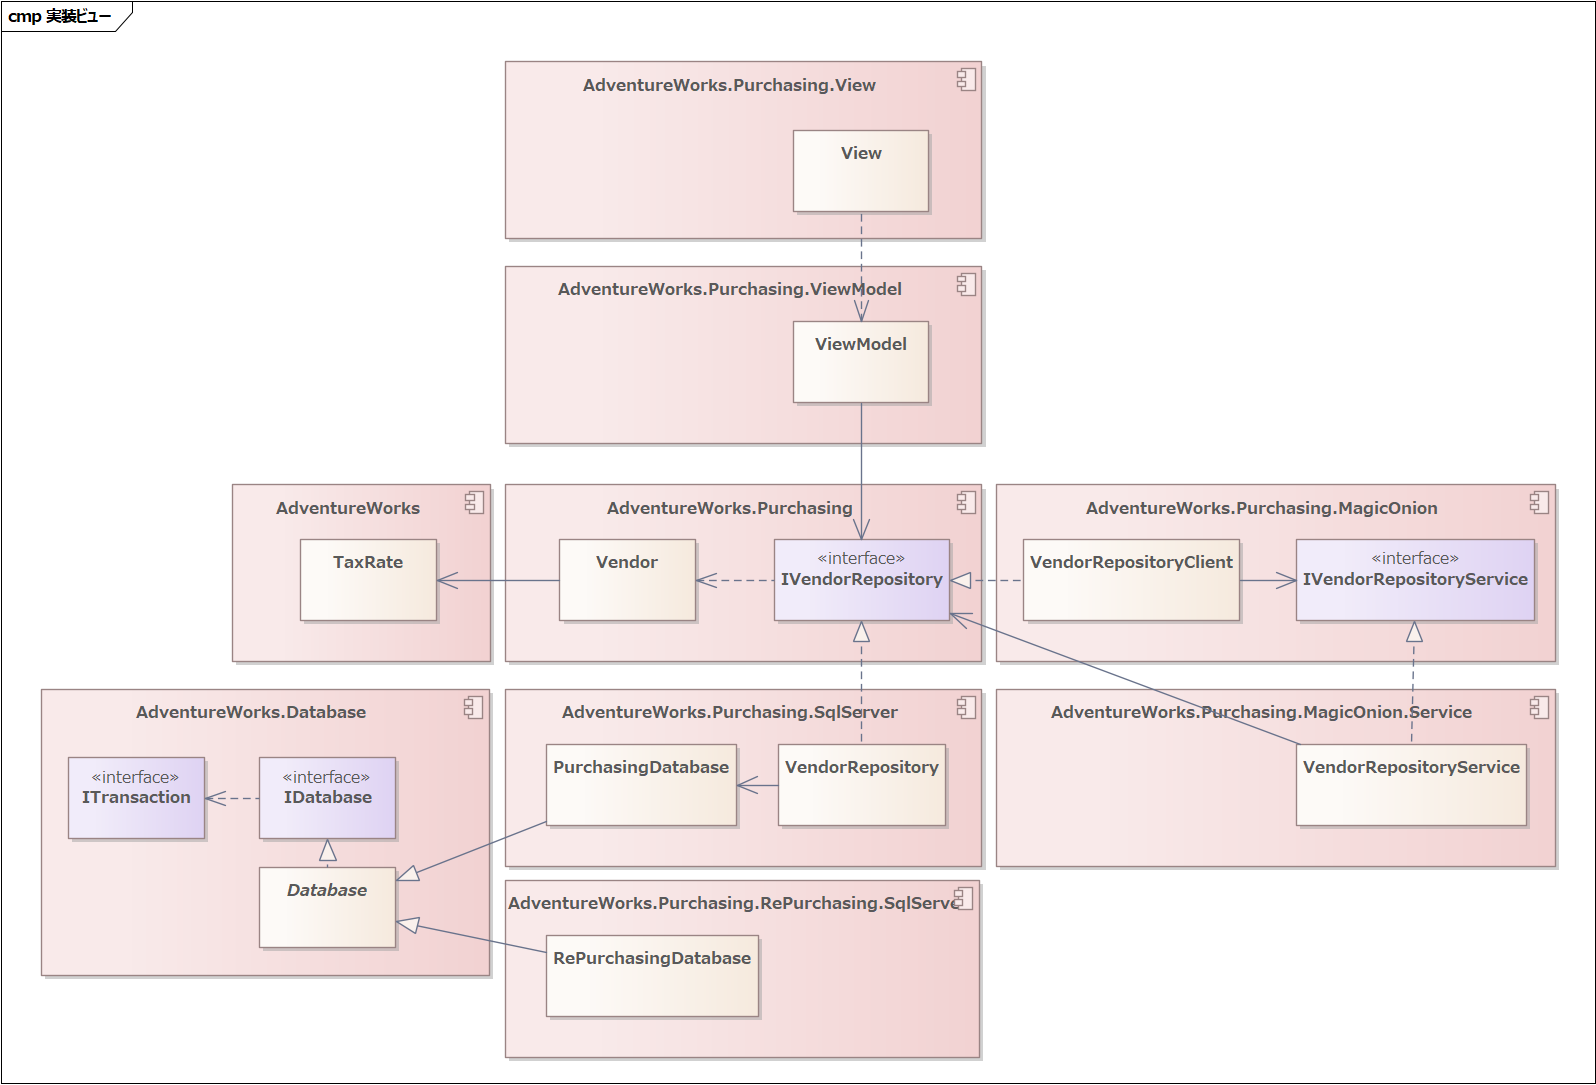 cmp 実装ビュー
AdventureWorks.Purchasing.View
View
AdventureWorks.Purchasing.ViewModel
ViewModel
AdventureWorks
TaxRate
AdventureWorks.Purchasing
Vendor
«interface»
IVendorRepository
AdventureWorks.Purchasing.MagicOnion
VendorRepositoryClient
«interface»
IVendorRepositoryService
AdventureWorks.Database
«interface»
ITransaction
«interface»
IDatabase
Database
AdventureWorks.Purchasing.SqlServer
PurchasingDatabase
VendorRepository
AdventureWorks.Purchasing.MagicOnion.Service
VendorRepositoryService
AdventureWorks.Purchasing.RePurchasing.SqlServe
RePurchasingDatabase